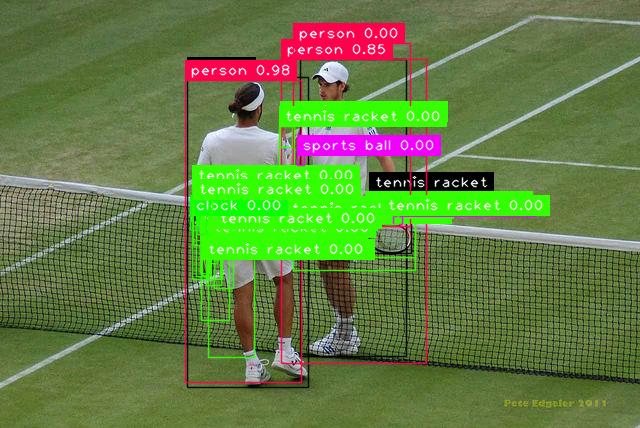 person 0.00
person 0.85
person 0.98
tennis racket 0.00
sports ball 0.00
tennis racket 0.00
tennis racket
tennis racket 0.00
clock 0.00
tennis racket 0.00
tennis racket 0.00
tennis racket 0.00
Pete Edgeler 2011